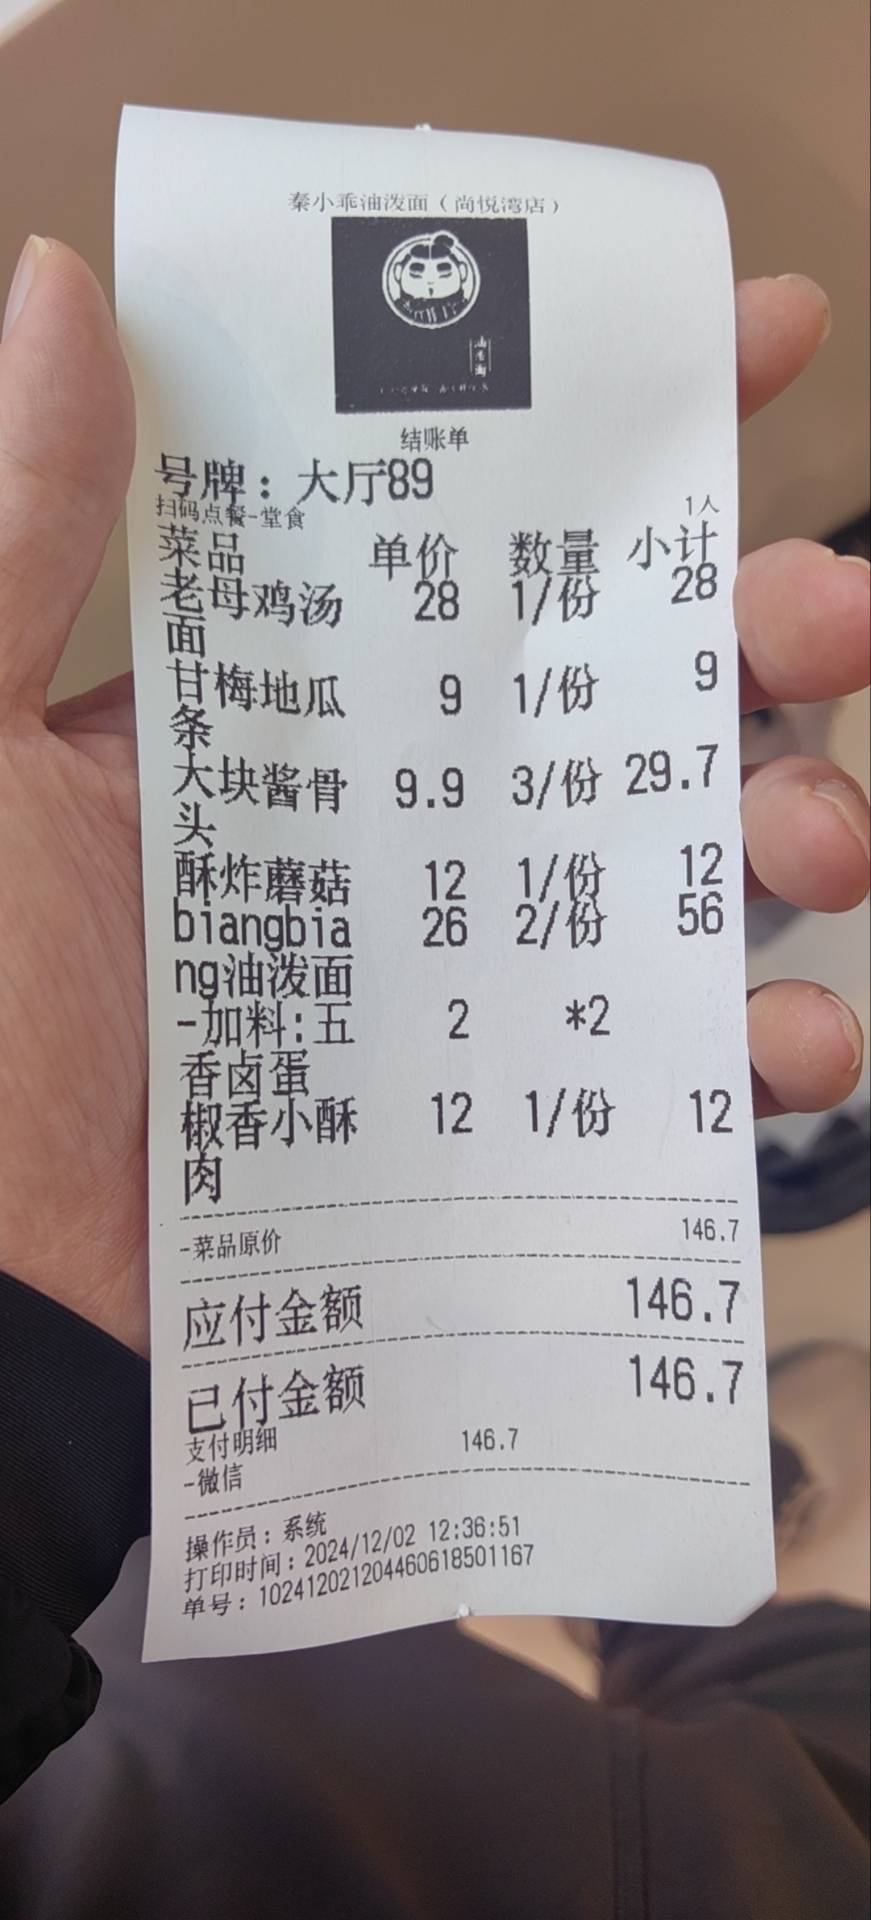 秦小乖油泼面（尚悦湾店）
结账单
号牌：大厅89
扫码点餐-堂食 1人
菜品 单价 数量 小计
老母鸡汤 28 1/份 28
面
甘梅地瓜 9 1/份 9
条
大块酱骨 9.9 3/份 29.7
头
酥炸蘑菇 12 1/份 12
biangbia 26 2/份 56
ng油泼面
-加料:五 2 *2
香卤蛋
椒香小酥 12 1/份 12
肉
-菜品原价 146.7
应付金额 146.7
已付金额 146.7
支付明细
-微信 146.7
操作员：系统
打印时间：2024/12/02 12:36:51
单号：102412021204460618501167